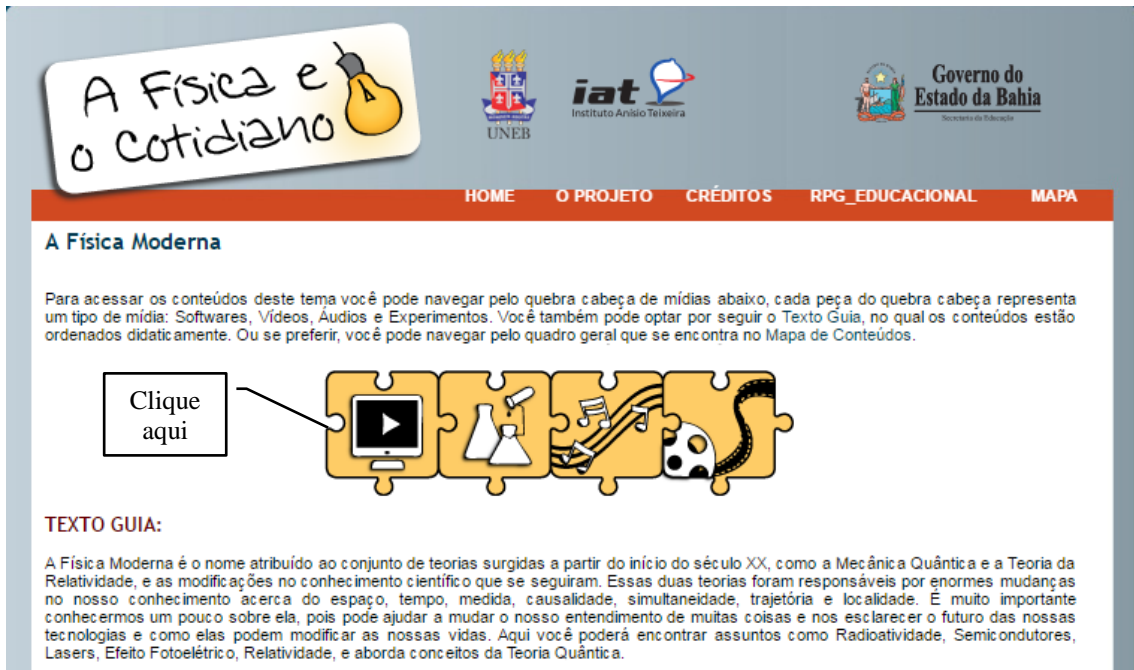 A Física e
o Cotidiano
UNEB
iat
Instituto Anísio Teixeira
Governo do
Estado da Bahia
Secretaria da Educação
HOME O PROJETO CRÉDITOS RPG_EDUCACIONAL MAPA
A Física Moderna
Para acessar os conteúdos deste tema você pode navegar pelo quebra cabeça de mídias abaixo, cada peça do quebra cabeça representa
um tipo de mídia: Softwares, Vídeos, Áudios e Experimentos. Você também pode optar por seguir o Texto Guia, no qual os conteúdos estão
ordenados didaticamente. Ou se preferir, você pode navegar pelo quadro geral que se encontra no Mapa de Conteúdos.
Clique
aqui
TEXTO GUIA:
A Física Moderna é o nome atribuído ao conjunto de teorias surgidas a partir do início do século XX, como a Mecânica Quântica e a Teoria da
Relatividade, e as modificações no conhecimento científico que se seguiram. Essas duas teorias foram responsáveis por enormes mudanças
no nosso conhecimento acerca do espaço, tempo, medida, causalidade, simultaneidade, trajetória e localidade. É muito importante
conhecermos um pouco sobre ela, pois pode ajudar a mudar o nosso entendimento de muitas coisas e nos esclarecer o futuro das nossas
tecnologias e como elas podem modificar as nossas vidas. Aqui você poderá encontrar assuntos como Radioatividade, Semicondutores,
Lasers, Efeito Fotoelétrico, Relatividade, e aborda conceitos da Teoria Quântica.